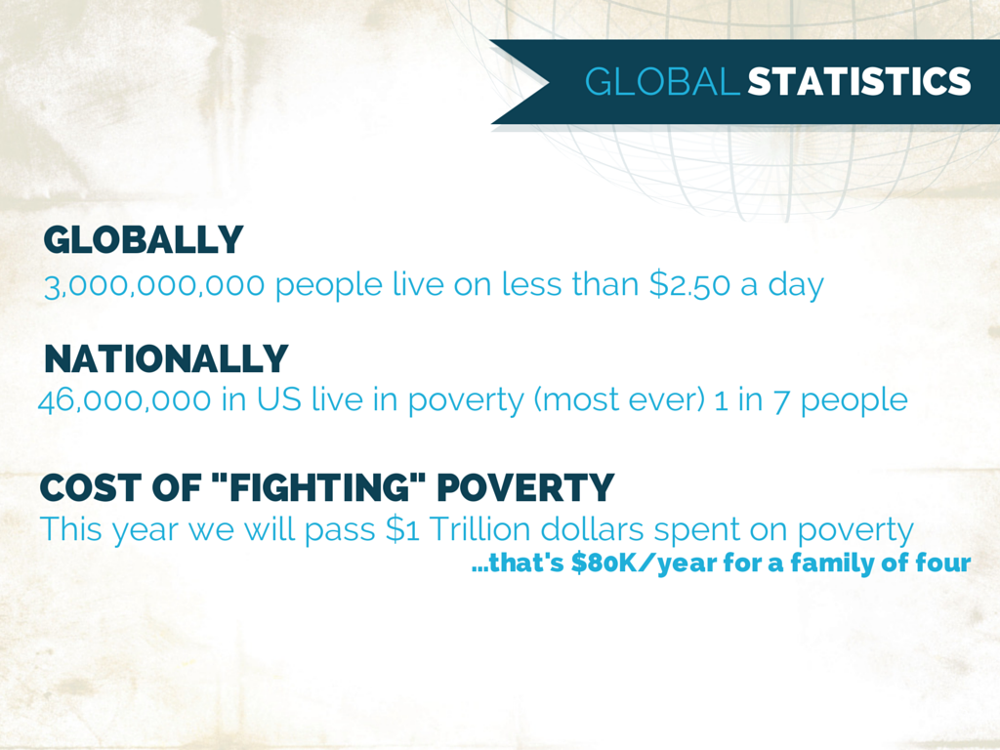 GLOBAL STATISTICS
GLOBALLY
3,000,000,000 people live on less than $2.50 a day
NATIONALLY
46,000,000 in US live in poverty (most ever) 1 in 7 people
COST OF "FIGHTING" POVERTY
This year we will pass $1 Trillion dollars spent on poverty
...that's $80K/year for a family of four